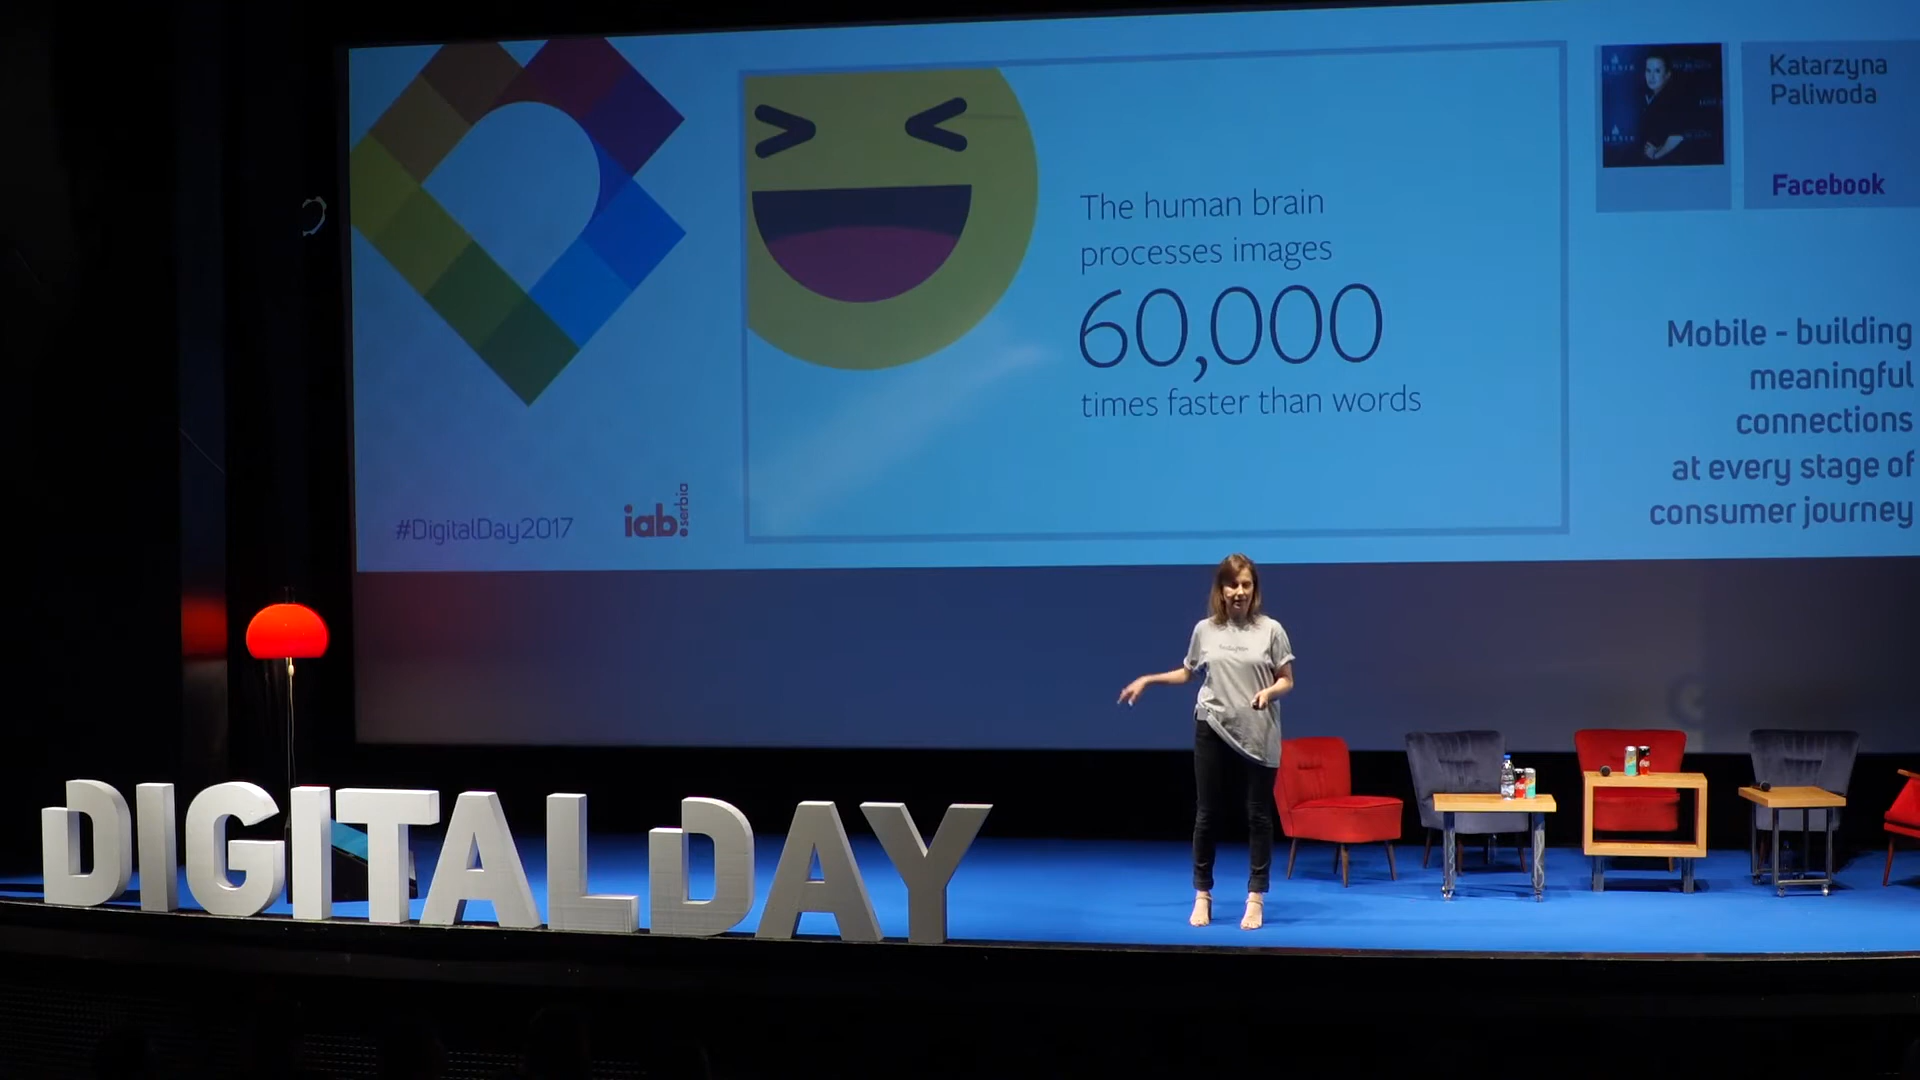 The human brain
processes images
60,000
times faster than words
Katarzyna
Paliwoda
Facebook
Mobile - building
meaningful
connections
at every stage of
consumer journey
#DigitalDay2017
iab.
serbia
DIGITALDAY